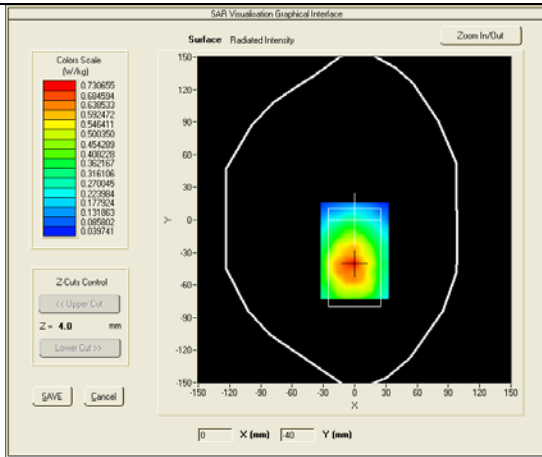 SAR Visualisation Graphical Interface
Surface Radiated Intensity
Zoom In/Out
Colors Scale
(W/kg)
0.730655
0.684594
0.638533
0.592472
0.546411
0.500350
0.454289
0.408228
0.362167
0.316106
0.270045
0.223984
0.177924
0.131863
0.085802
0.039741
150-
120-
90-
60-
30-
Y
0-
-30-
-60-
-90-
-120-
-150-
-150 -120 -90 -60 -30 0 30 60 90 120 150
X
Z-Cuts Control
<< Upper Cut
Z = 4.0 mm
Lower Cut >>
SAVE Cancel
0 X (mm) -40 Y (mm)